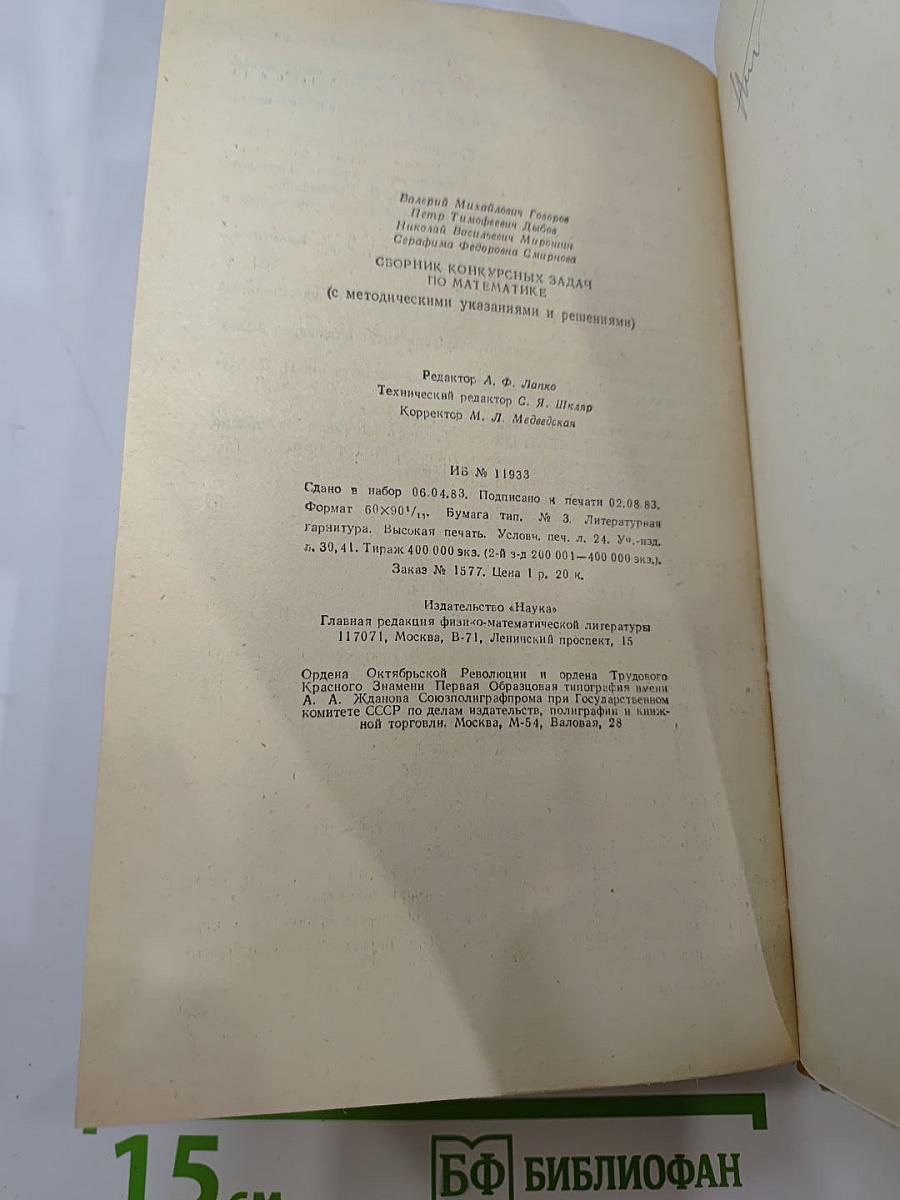 Валерий Михайлович Говоров
Петр Тимофеевич Дыбов
Николай Васильевич Мирошин
Серафима Федоровна Смирнова
СБОРНИК КОНКУРСНЫХ ЗАДАЧ
ПО МАТЕМАТИКЕ
(с методическими указаниями и решениями)
Редактор А. Ф. Лапко
Технический редактор С. Я. Шкляр
Корректор М. Л. Медведская
ИБ № 11933
Сдано в набор 06.04.83. Подписано к печати 02.08.83.
Формат 60×90 Бумага тип. № 3. Литературная
гарнитура. Высокая печать. Условн. печ. л. 24. Уч.-изд.
л. 30,41. Тираж 400 000 экз. (2-й з-д 200 001—400 000 экз.).
Заказ № 1577. Цена 1 р. 20 к.
Издательство «Наука»
Главная редакция физико-математической литературы
117071, Москва, В-71, Ленинский проспект, 15
Ордена Октябрьской Революции и ордена Трудового
Красного Знамени Первая Образцовая типография имени
А. А. Жданова Союзполиграфпрома при Государственном
комитете СССР по делам издательств, полиграфии и книж-
ной торговли. Москва, М-54, Валовая, 28
15 см
БФ БИБЛИОФАН